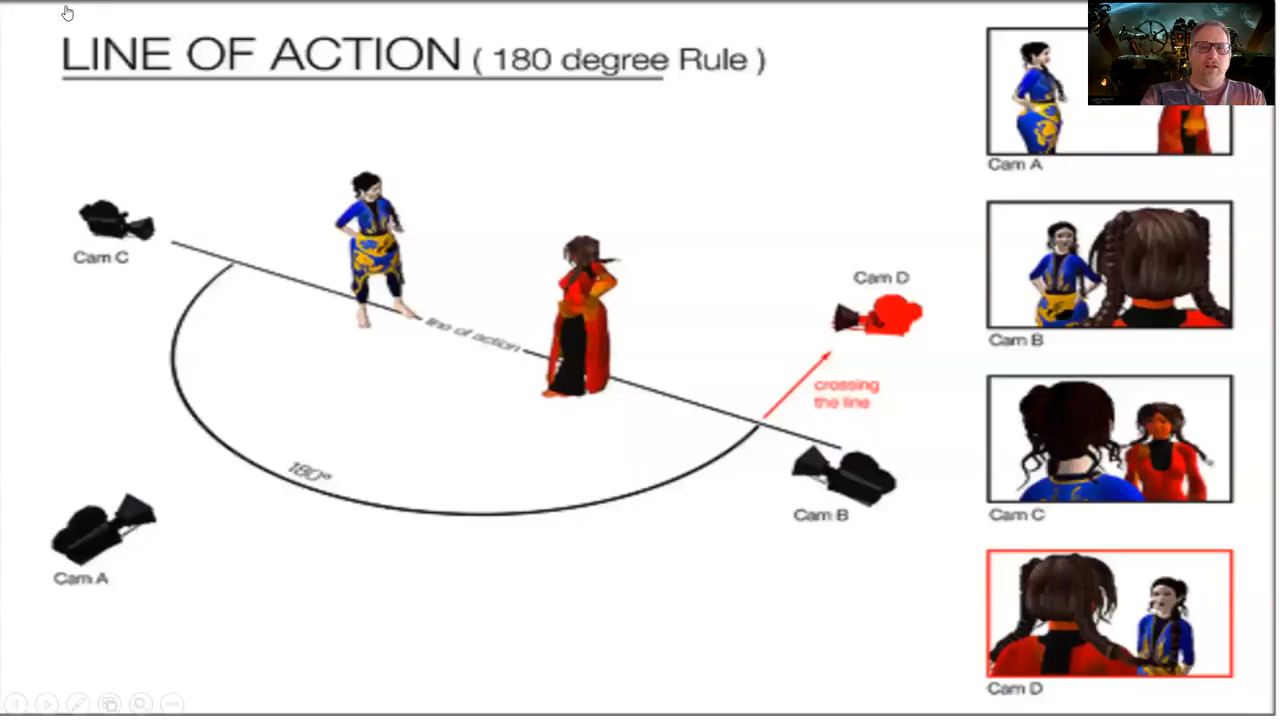 LINE OF ACTION ( 180 degree Rule )
Cam C
line of action
Cam D
crossing
the line
180°
Cam B
Cam A
Cam A
Cam B
Cam C
Cam D